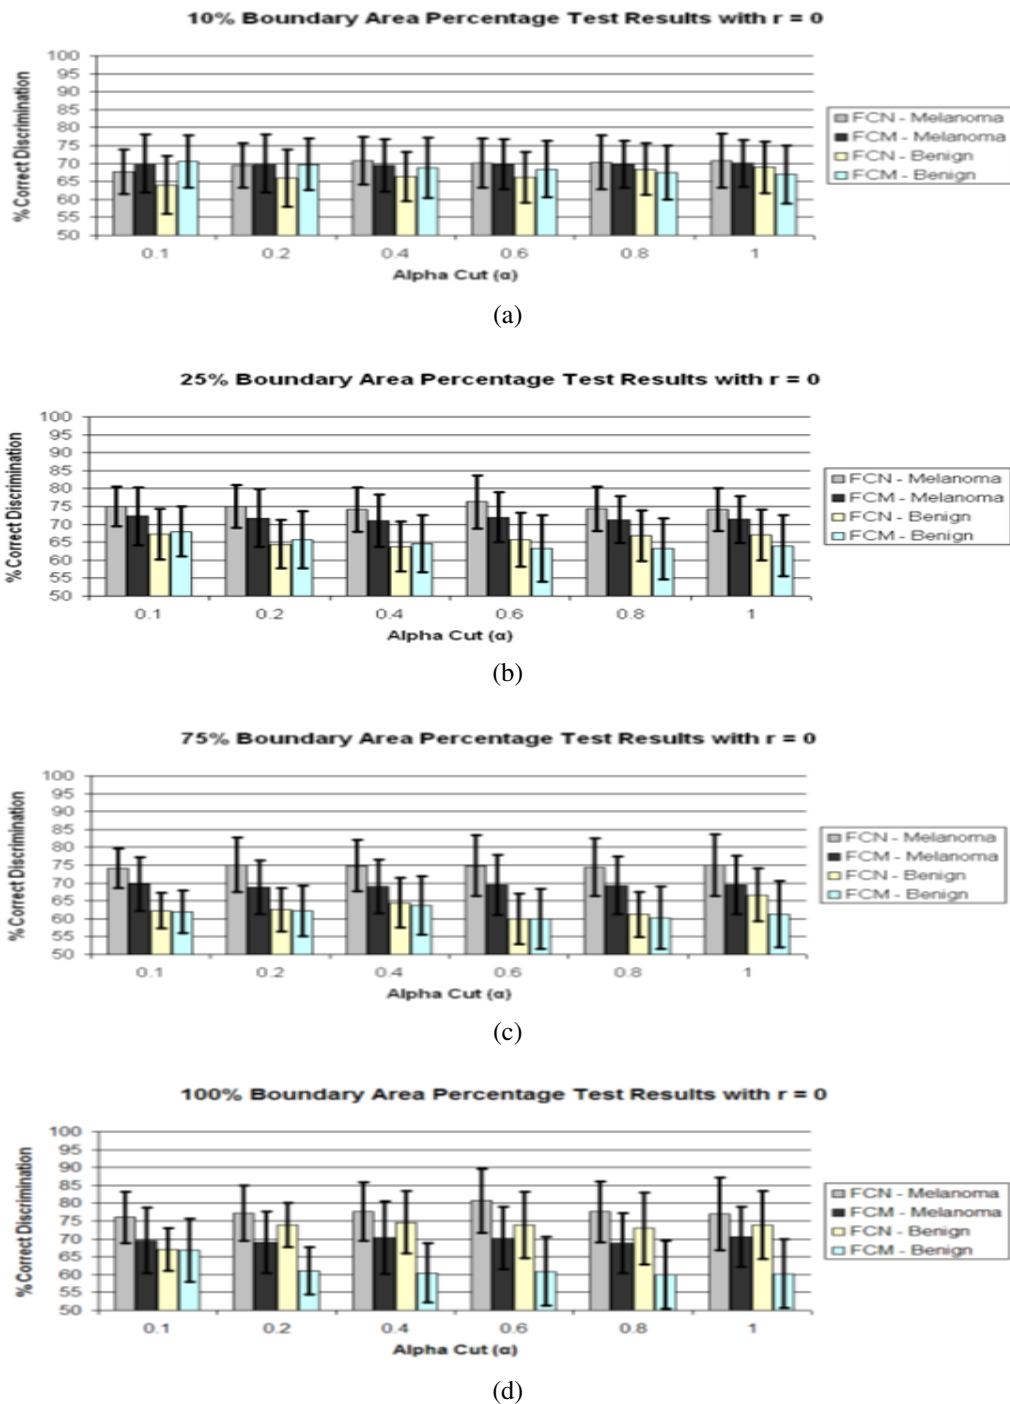 10% Boundary Area Percentage Test Results with r = 0
% Correct Discrimination
100
95
90
85
80
75
70
65
60
55
50
0.1 0.2 0.4 0.6 0.8 1
Alpha Cut (α)
FCN - Melanoma
FCM - Melanoma
FCN - Benign
FCM - Benign
(a)
25% Boundary Area Percentage Test Results with r = 0
% Correct Discrimination
100
95
90
85
80
75
70
65
60
55
50
0.1 0.2 0.4 0.6 0.8 1
Alpha Cut (α)
FCN - Melanoma
FCM - Melanoma
FCN - Benign
FCM - Benign
(b)
75% Boundary Area Percentage Test Results with r = 0
% Correct Discrimination
100
95
90
85
80
75
70
65
60
55
50
0.1 0.2 0.4 0.6 0.8 1
Alpha Cut (α)
FCN - Melanoma
FCM - Melanoma
FCN - Benign
FCM - Benign
(c)
100% Boundary Area Percentage Test Results with r = 0
% Correct Discrimination
100
95
90
85
80
75
70
65
60
55
50
0.1 0.2 0.4 0.6 0.8 1
Alpha Cut (α)
FCN - Melanoma
FCM - Melanoma
FCN - Benign
FCM - Benign
(d)